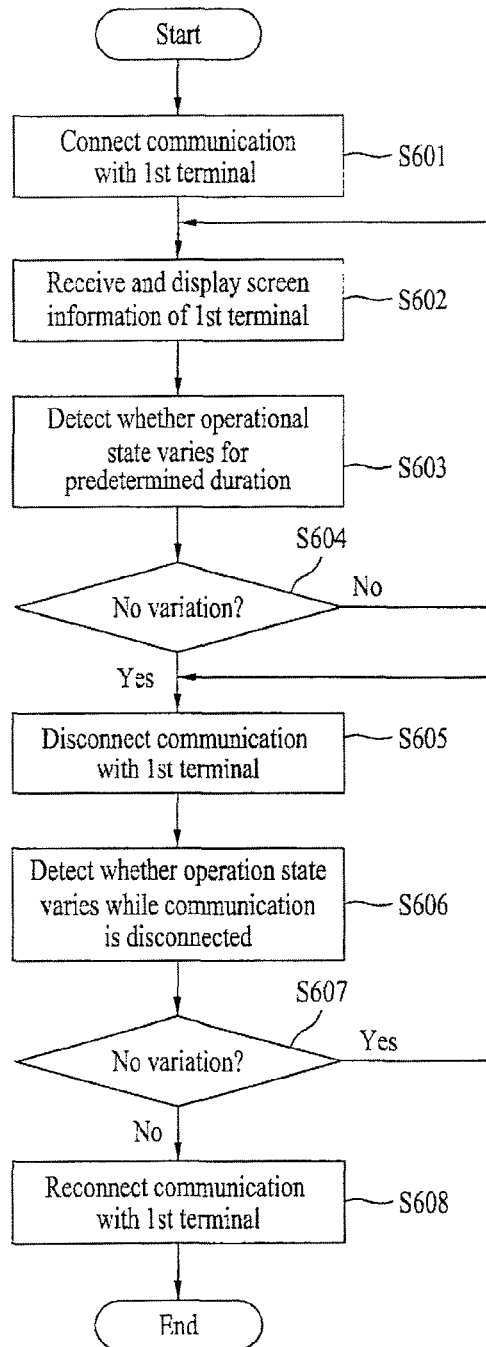 Start
Connect communication
with 1st terminal
S601
Receive and display screen
information of 1st terminal
S602
Detect whether operational
state varies for
predetermined duration
S603
S604
No variation?
No
Yes
Disconnect communication
with 1st terminal
S605
Detect whether operation state
varies while communication
is disconnected
S606
S607
No variation?
Yes
No
Reconnect communication
with 1st terminal
S608
End